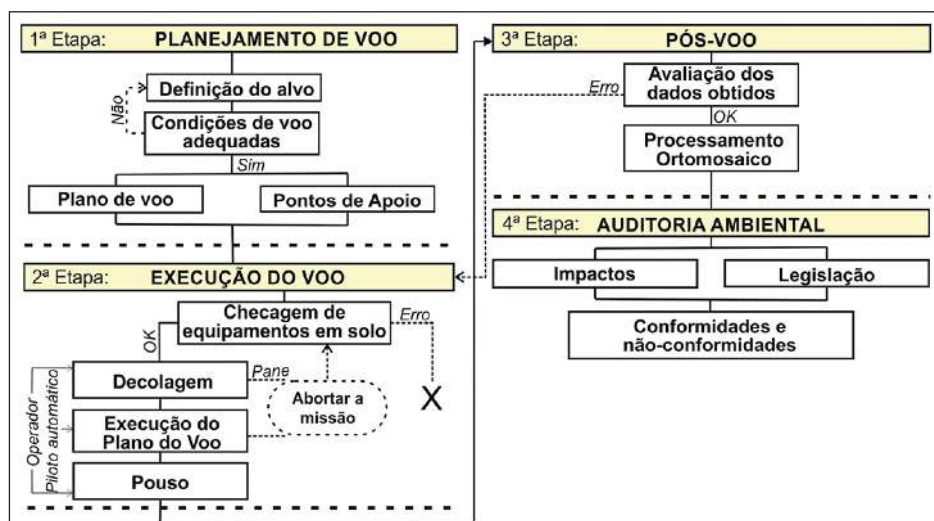 1ª Etapa: PLANEJAMENTO DE VOO
Definição do alvo
Não
Condições de voo
adequadas
Sim
Plano de voo
Pontos de Apoio
2ª Etapa: EXECUÇÃO DO VOO
Checagem de
equipamentos em solo
Erro
OK
Decolagem
Pane
Abortar a
missão
X
Execução do
Plano do Voo
Operador
Piloto automático
Pouso
3ª Etapa: PÓS-VOO
Avaliação dos
dados obtidos
Erro
OK
Processamento
Ortomosaico
4ª Etapa: AUDITORIA AMBIENTAL
Impactos
Legislação
Conformidades e
não-conformidades